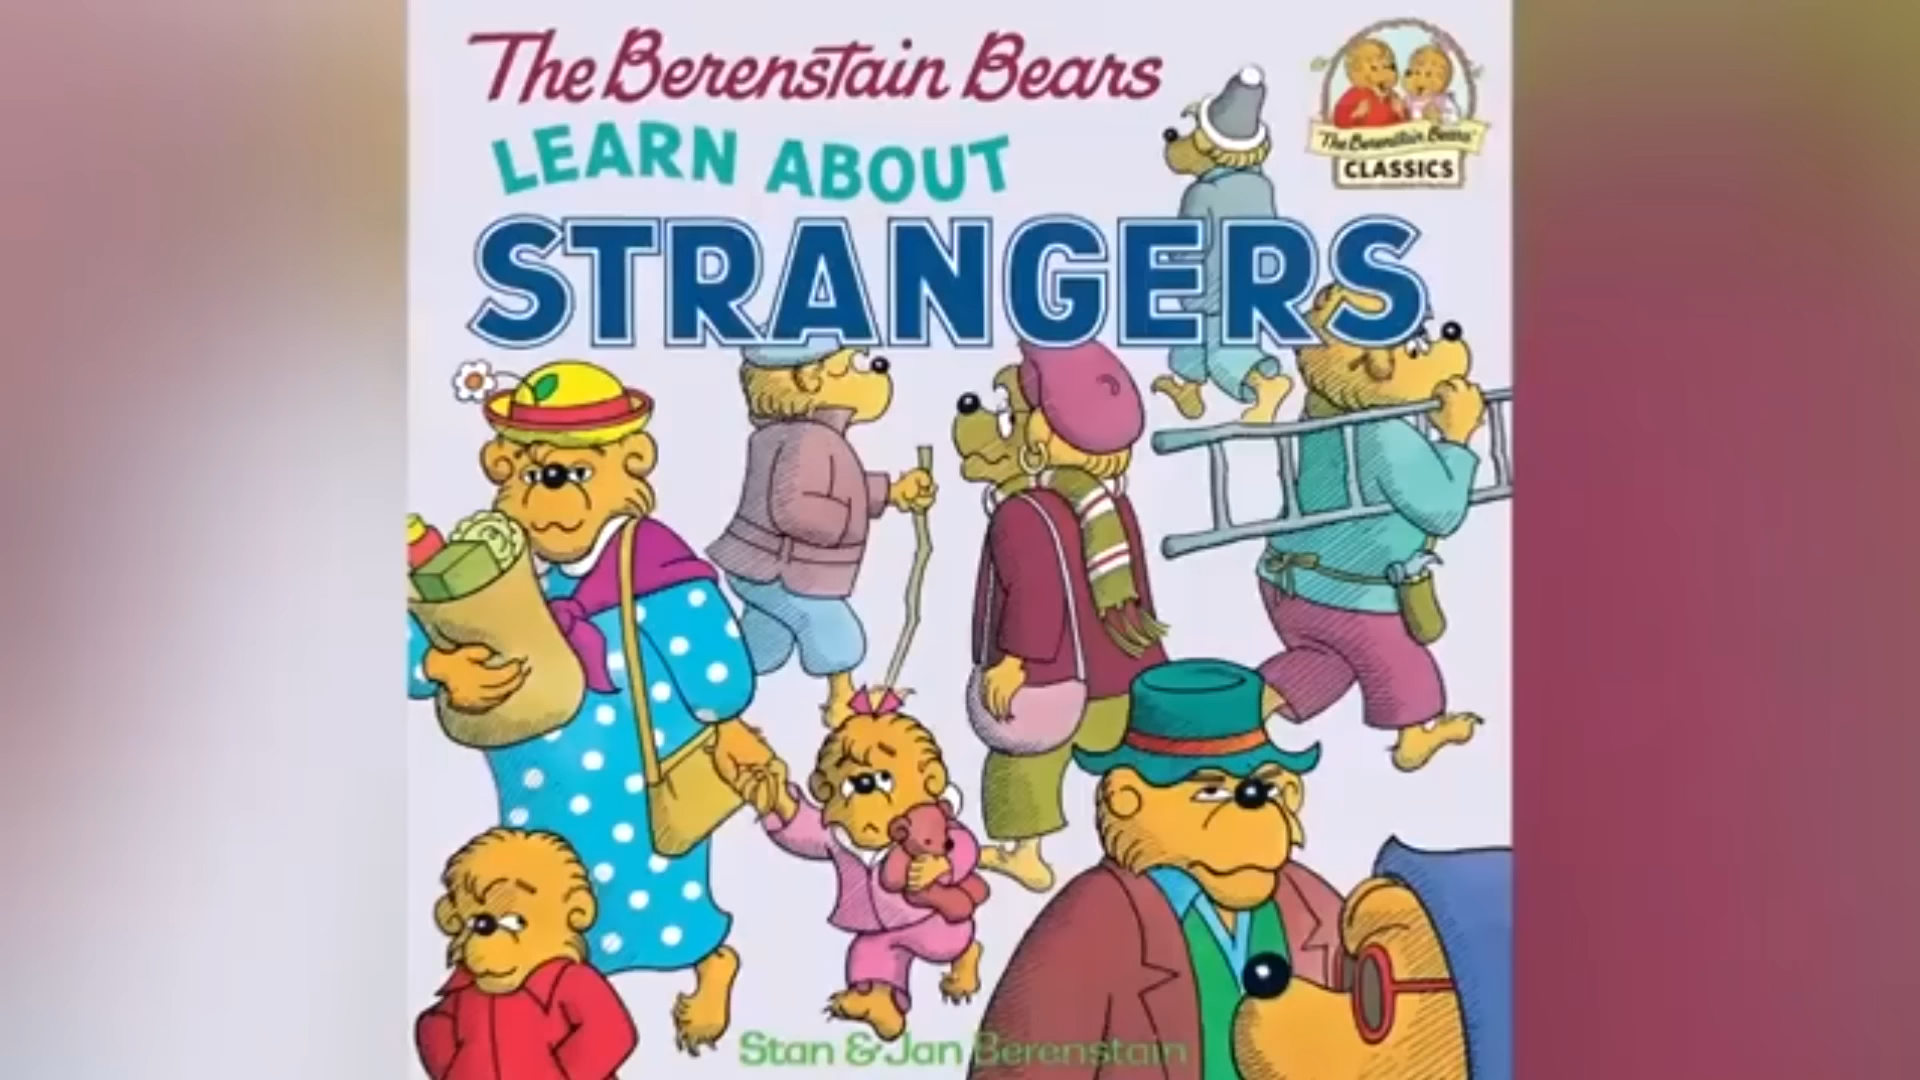 The Berenstain Bears
LEARN ABOUT
STRANGERS
"The Berenstain Bears"
CLASSICS
Stan & Jan Berenstain